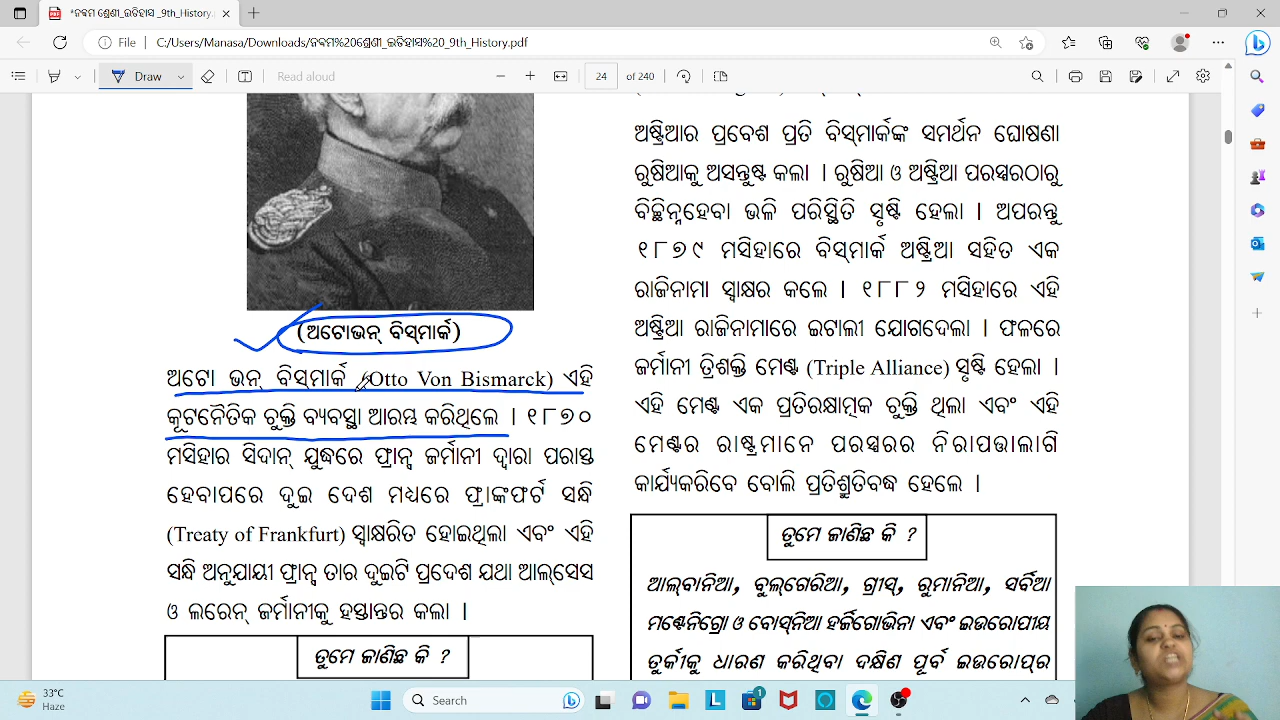 *ନବମ ଶ୍ରେଣୀ_ଇତିହାସ _9th_History.p
File C:/Users/Manasa/Downloads/ନବମ%20ଶ୍ରେଣୀ_ଇତିହାସ%20_9th_History.pdf
Draw Read aloud 24 of 240
(ଅଟୋଭନ୍ ବିସ୍‌ମାର୍କ)
ଅଟୋ ଭନ୍ ବିସ୍‌ମାର୍କ (Otto Von Bismarck) ଏହି
କୂଟନୈତିକ ଚୁକ୍ତି ବ୍ୟବସ୍ଥା ଆରମ୍ଭ କରିଥିଲେ । ୧୮୭୦
ମସିହାର ସିଦାନ୍ ଯୁଦ୍ଧରେ ଫ୍ରାନ୍ସ ଜର୍ମାନୀ ଦ୍ୱାରା ପରାସ୍ତ
ହେବାପରେ ଦୁଇ ଦେଶ ମଧ୍ୟରେ ଫ୍ରାଙ୍କଫର୍ଟ ସନ୍ଧି
(Treaty of Frankfurt) ସ୍ୱାକ୍ଷରିତ ହୋଇଥିଲା ଏବଂ ଏହି
ସନ୍ଧି ଅନୁଯାୟୀ ଫ୍ରାନ୍ସ ତାର ଦୁଇଟି ପ୍ରଦେଶ ଯଥା ଆଲ୍‌ସେସ
ଓ ଲରେନ୍ ଜର୍ମାନୀକୁ ହସ୍ତାନ୍ତର କଲା ।
ତୁମେ ଜାଣିଛ କି ?
ଅଷ୍ଟ୍ରିଆର ପ୍ରବେଶ ପ୍ରତି ବିସ୍‌ମାର୍କଙ୍କ ସମର୍ଥନ ଘୋଷଣା
ରୁଷିଆକୁ ଅସନ୍ତୁଷ୍ଟ କଲା । ରୁଷିଆ ଓ ଅଷ୍ଟ୍ରିଆ ପରସ୍ପରଠାରୁ
ବିଚ୍ଛିନ୍ନହେବା ଭଳି ପରିସ୍ଥିତି ସୃଷ୍ଟି ହେଲା । ଅପରନ୍ତୁ
୧୮୭୯ ମସିହାରେ ବିସ୍‌ମାର୍କ ଅଷ୍ଟ୍ରିଆ ସହିତ ଏକ
ରାଜିନାମା ସ୍ୱାକ୍ଷର କଲେ । ୧୮୮୨ ମସିହାରେ ଏହି
ଅଷ୍ଟ୍ରିଆ ରାଜିନାମାରେ ଇଟାଲୀ ଯୋଗଦେଲା । ଫଳରେ
ଜର୍ମାନୀ ତ୍ରିଶକ୍ତି ମେଣ୍ଟ (Triple Alliance) ସୃଷ୍ଟି ହେଲା ।
ଏହି ମେଣ୍ଟ ଏକ ପ୍ରତିରକ୍ଷାତ୍ମକ ଚୁକ୍ତି ଥିଲା ଏବଂ ଏହି
ମେଣ୍ଟର ରାଷ୍ଟ୍ରମାନେ ପରସ୍ପରର ନିରାପତ୍ତାଲାଗି
କାର୍ଯ୍ୟକରିବେ ବୋଲି ପ୍ରତିଶ୍ରୁତିବଦ୍ଧ ହେଲେ ।
ତୁମେ ଜାଣିଛ କି ?
ଆଲ୍‌ବାନିଆ, ବୁଲ୍‌ଗେରିଆ, ଗ୍ରୀସ୍, ରୁମାନିଆ, ସର୍ବିଆ
ମଣ୍ଟେନିଗ୍ରୋ ଓ ବୋସ୍‌ନିଆ ହର୍କିଗୋଭିନା ଏବଂ ଇଉରୋପୀୟ
ତୁର୍କୀକୁ ଧାରଣ କରିଥିବା ଦକ୍ଷିଣ ପୂର୍ବ ଇଉରୋପ୍‌ର
33°C
Haze
Search